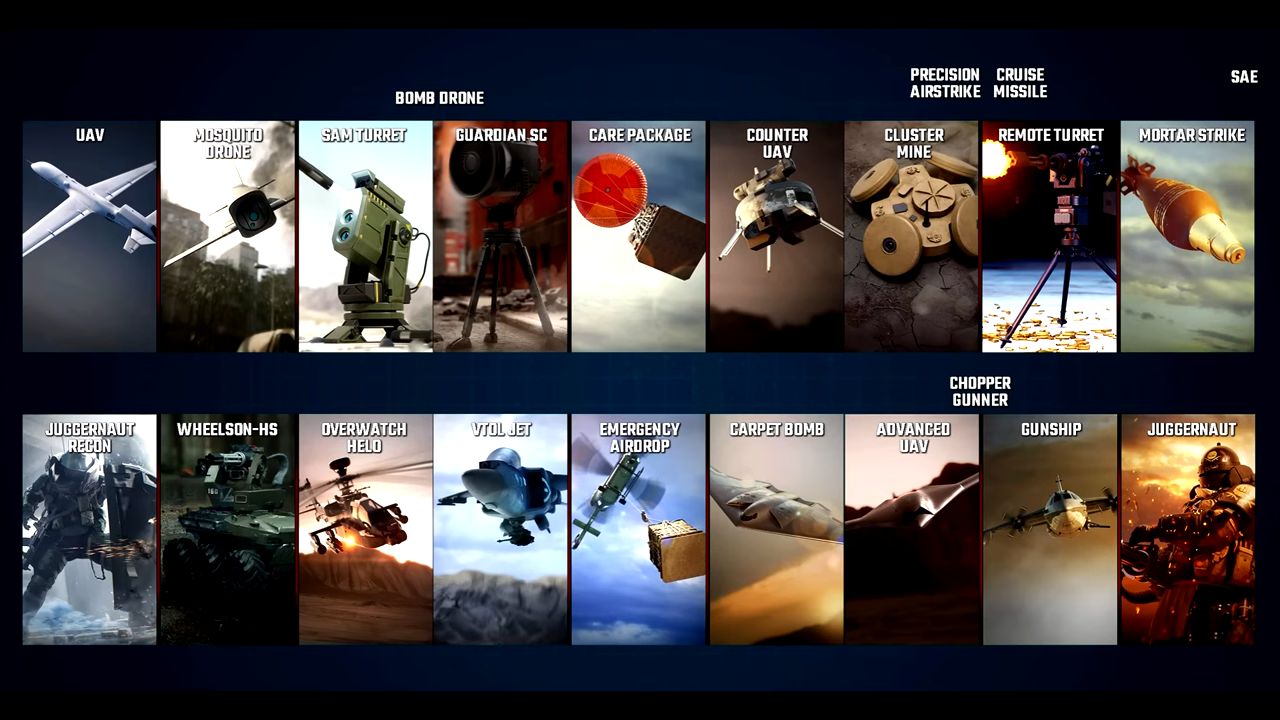 PRECISION
AIRSTRIKE
CRUISE
MISSILE
SAE
BOMB DRONE
UAV
MOSQUITO
DRONE
SAM TURRET
GUARDIAN SC
CARE PACKAGE
COUNTER
UAV
CLUSTER
MINE
REMOTE TURRET
MORTAR STRIKE
CHOPPER
GUNNER
JUGGERNAUT
RECON
WHEELSON-HS
OVERWATCH
HELO
VTOL JET
EMERGENCY
AIRDROP
CARPET BOMB
ADVANCED
UAV
GUNSHIP
JUGGERNAUT